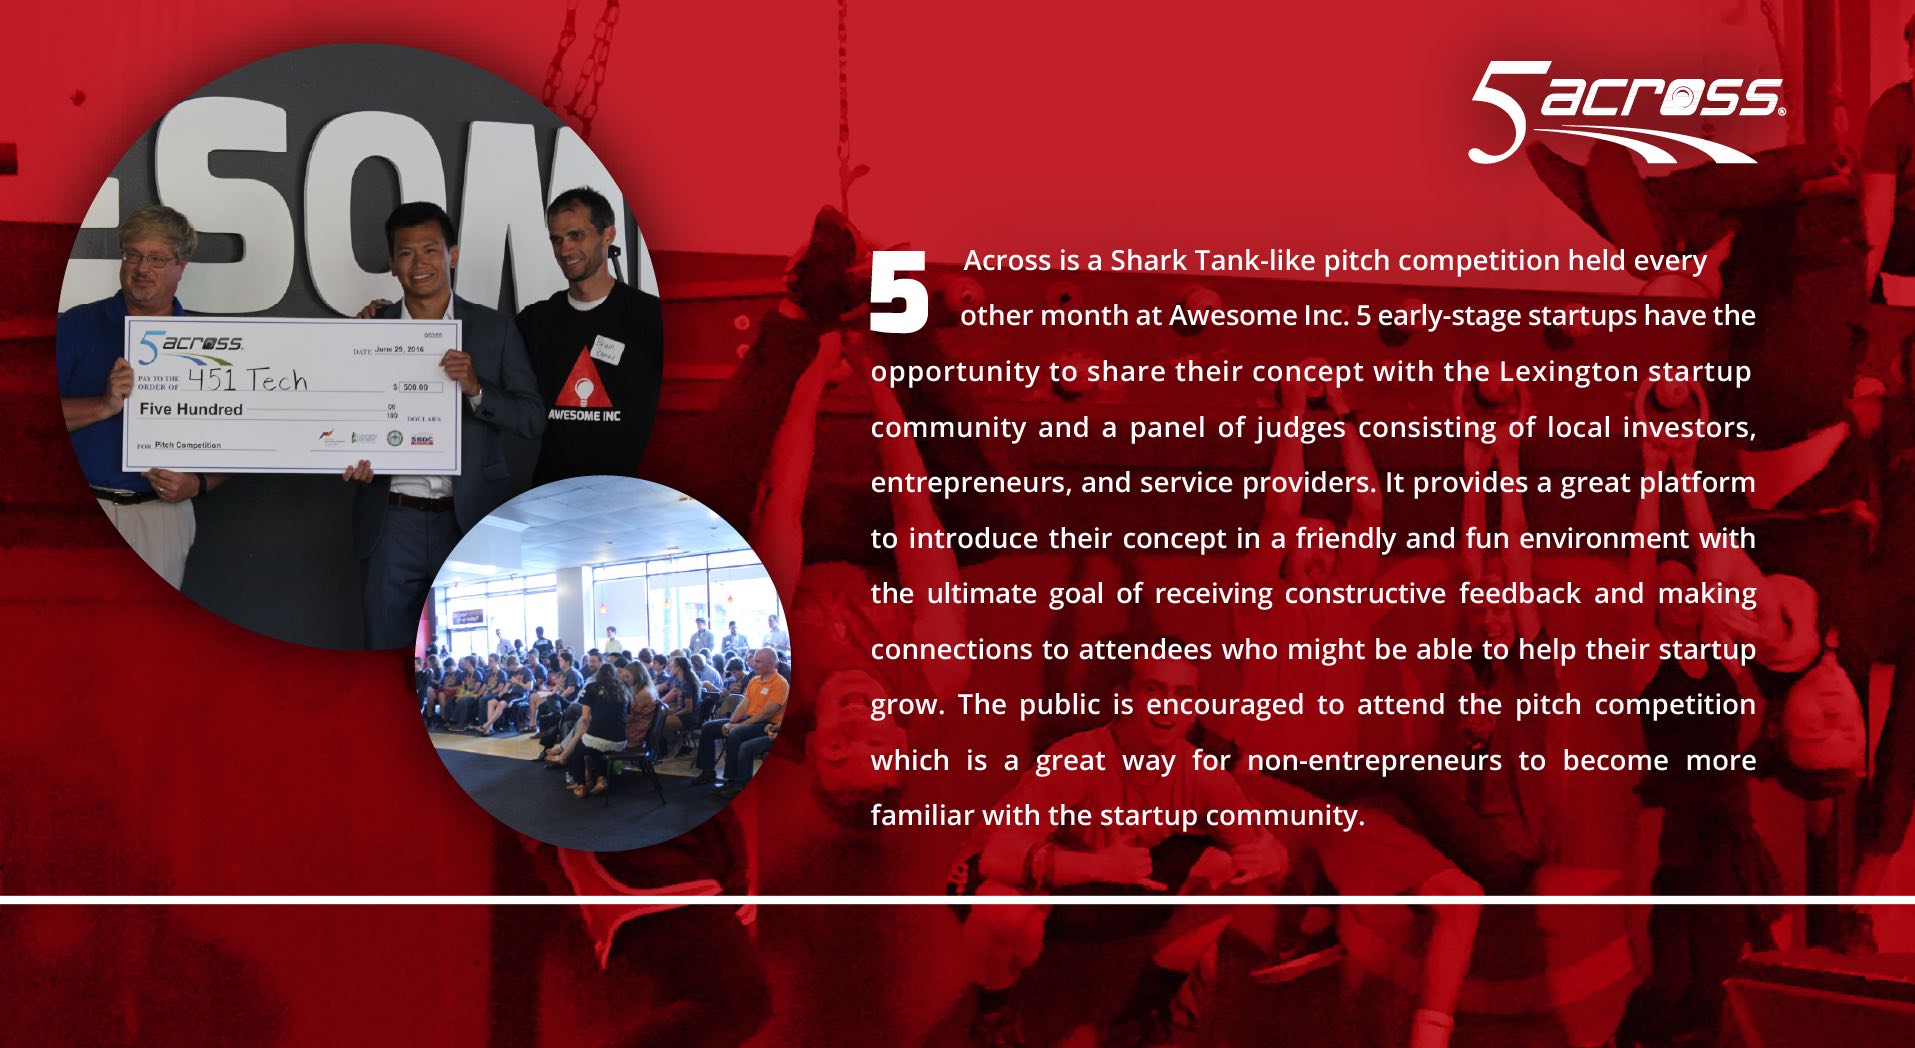 5across®
SOM
5 across.
06355
DATE June 29, 2016
PAY TO THE ORDER OF 451 Tech $ 500.00
Five Hundred 00/100 DOLLARS
FOR Pitch Competition
SBDC
AWESOME INC
5 Across is a Shark Tank-like pitch competition held every
other month at Awesome Inc. 5 early-stage startups have the
opportunity to share their concept with the Lexington startup
community and a panel of judges consisting of local investors,
entrepreneurs, and service providers. It provides a great platform
to introduce their concept in a friendly and fun environment with
the ultimate goal of receiving constructive feedback and making
connections to attendees who might be able to help their startup
grow. The public is encouraged to attend the pitch competition
which is a great way for non-entrepreneurs to become more
familiar with the startup community.